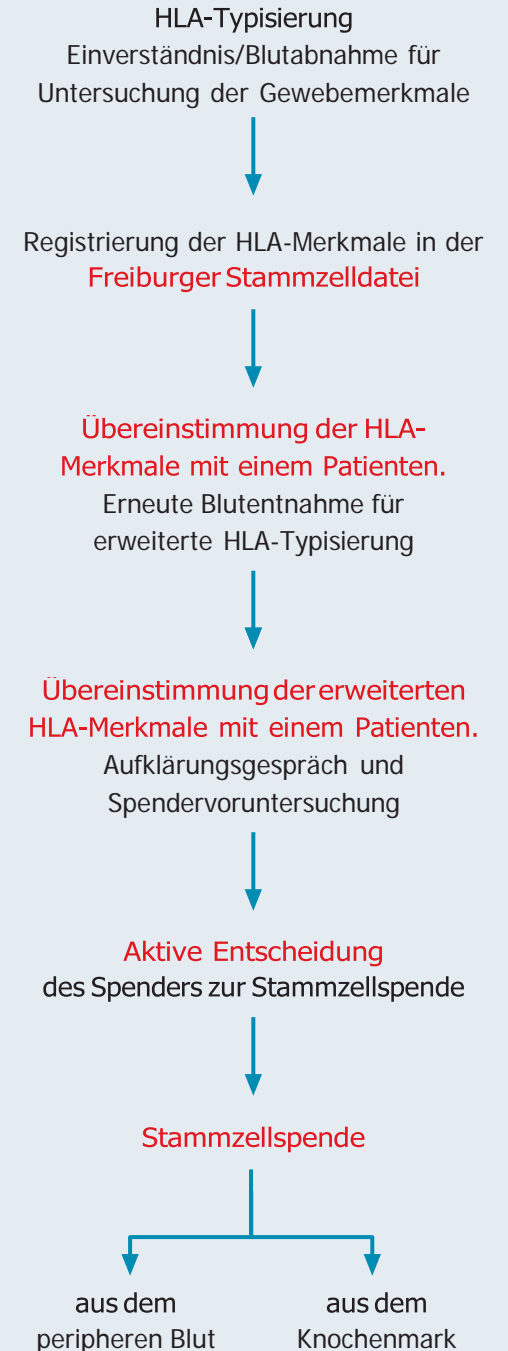 HLA-Typisierung
Einverständnis/Blutabnahme für
Untersuchung der Gewebemerkmale
Registrierung der HLA-Merkmale in der
Freiburger Stammzelldatei
Übereinstimmung der HLA-
Merkmale mit einem Patienten.
Erneute Blutentnahme für
erweiterte HLA-Typisierung
Übereinstimmung der erweiterten
HLA-Merkmale mit einem Patienten.
Aufklärungsgespräch und
Spendervoruntersuchung
Aktive Entscheidung
des Spenders zur Stammzellspende
Stammzellspende
aus dem
peripheren Blut
aus dem
Knochenmark